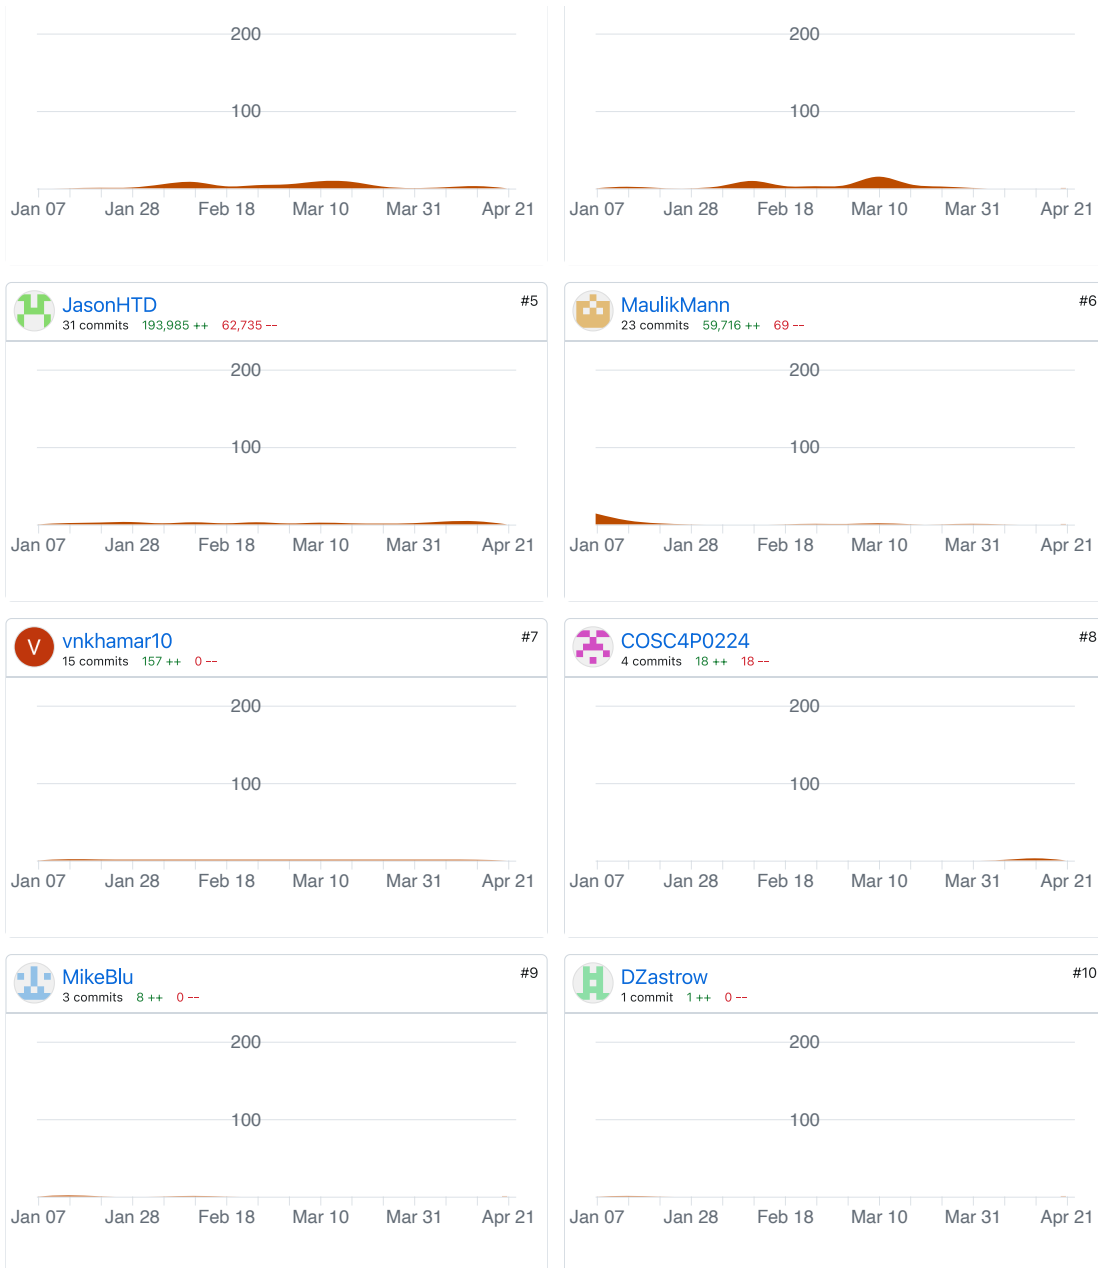 200
100
Jan 07 Jan 28 Feb 18 Mar 10 Mar 31 Apr 21
200
100
Jan 07 Jan 28 Feb 18 Mar 10 Mar 31 Apr 21
JasonHTD
#5
31 commits 193,985 ++ 62,735 --
200
100
Jan 07 Jan 28 Feb 18 Mar 10 Mar 31 Apr 21
MaulikMann
#6
23 commits 59,716 ++ 69 --
200
100
Jan 07 Jan 28 Feb 18 Mar 10 Mar 31 Apr 21
V
vnkhamar10
#7
15 commits 157 ++ 0 --
200
100
Jan 07 Jan 28 Feb 18 Mar 10 Mar 31 Apr 21
COSC4P0224
#8
4 commits 18 ++ 18 --
200
100
Jan 07 Jan 28 Feb 18 Mar 10 Mar 31 Apr 21
MikeBlu
#9
3 commits 8 ++ 0 --
200
100
Jan 07 Jan 28 Feb 18 Mar 10 Mar 31 Apr 21
DZastrow
#10
1 commit 1 ++ 0 --
200
100
Jan 07 Jan 28 Feb 18 Mar 10 Mar 31 Apr 21